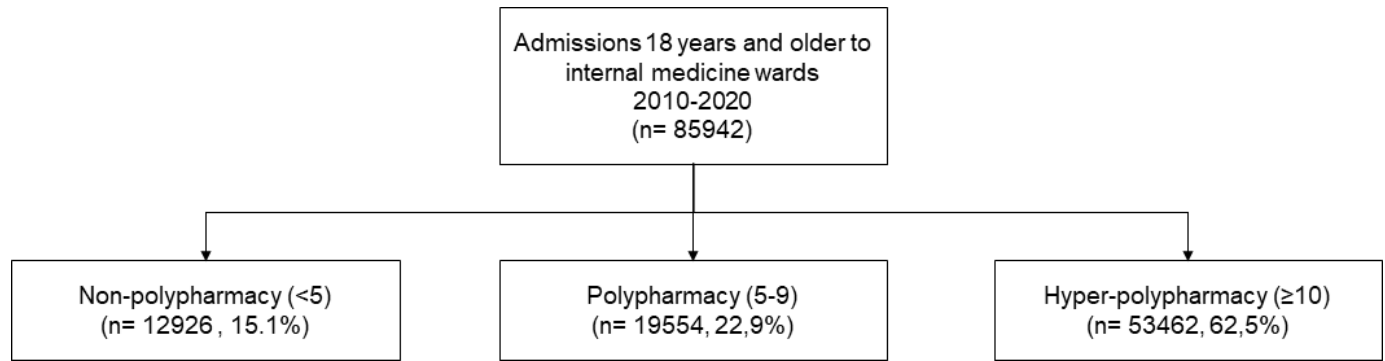 Admissions 18 years and older to
internal medicine wards
2010-2020
(n= 85942)
Non-polypharmacy (<5)
(n= 12926 , 15.1%)
Polypharmacy (5-9)
(n= 19554, 22,9%)
Hyper-polypharmacy (≥10)
(n= 53462, 62,5%)